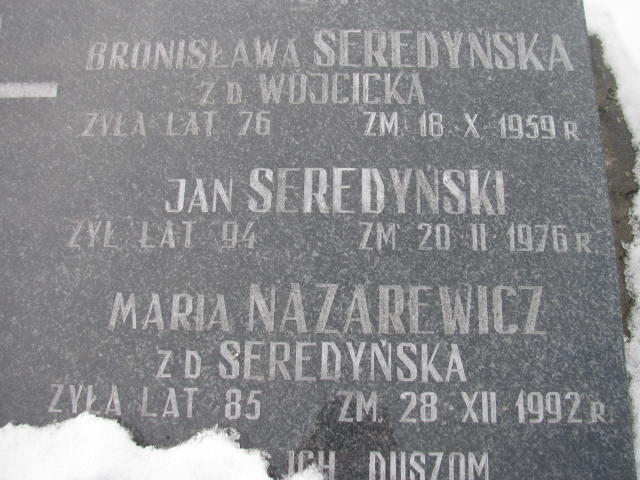 BRONISŁAWA SEREDYŃSKA
Z D. WÓJCICKA
ŻYŁA LAT 76 ZM. 18 · X · 1959 R
JAN SEREDYŃSKI
ŻYŁ LAT 94 ZM. 20 · II · 1976 R
MARIA NAZAREWICZ
Z D SEREDYŃSKA
ŻYŁA LAT 85 ZM. 28 · XII · 1992 R
ICH DUSZOM